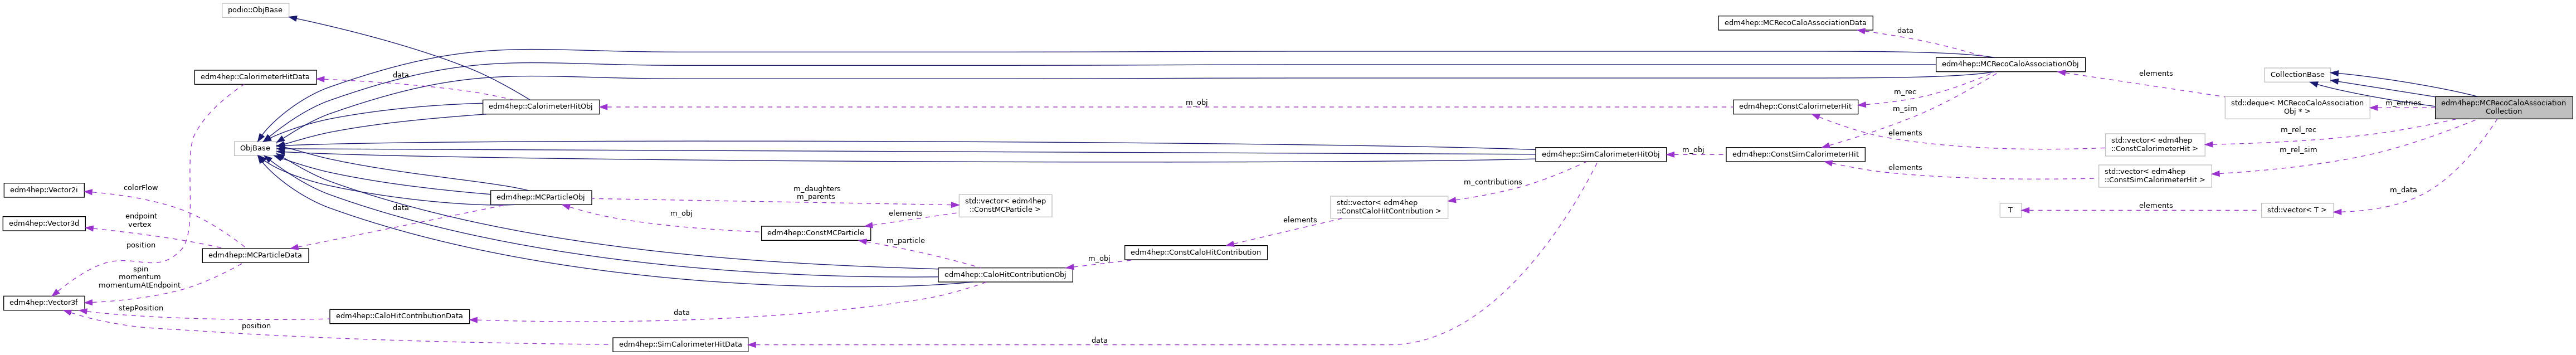 podio::ObjBase
edm4hep::MCRecoCaloAssociationData
data
edm4hep::MCRecoCaloAssociationObj
elements
CollectionBase
edm4hep::CalorimeterHitData
data
edm4hep::CalorimeterHitObj
m_obj
edm4hep::ConstCalorimeterHit
m_rec
m_sim
std::deque< MCRecoCaloAssociation
Obj * >
m_entries
edm4hep::MCRecoCaloAssociation
Collection
elements
std::vector< edm4hep
::ConstCalorimeterHit >
m_rel_rec
ObjBase
edm4hep::SimCalorimeterHitObj
m_obj
edm4hep::ConstSimCalorimeterHit
elements
std::vector< edm4hep
::ConstSimCalorimeterHit >
m_rel_sim
edm4hep::Vector2i
colorFlow
edm4hep::MCParticleObj
m_daughters
m_parents
std::vector< edm4hep
::ConstMCParticle >
m_contributions
std::vector< edm4hep
::ConstCaloHitContribution >
m_data
edm4hep::Vector3d
endpoint
vertex
data
m_obj
elements
edm4hep::ConstMCParticle
elements
T
elements
std::vector< T >
position
edm4hep::MCParticleData
m_particle
edm4hep::ConstCaloHitContribution
m_obj
edm4hep::CaloHitContributionObj
spin
momentum
momentumAtEndpoint
edm4hep::Vector3f
stepPosition
edm4hep::CaloHitContributionData
data
position
edm4hep::SimCalorimeterHitData
data